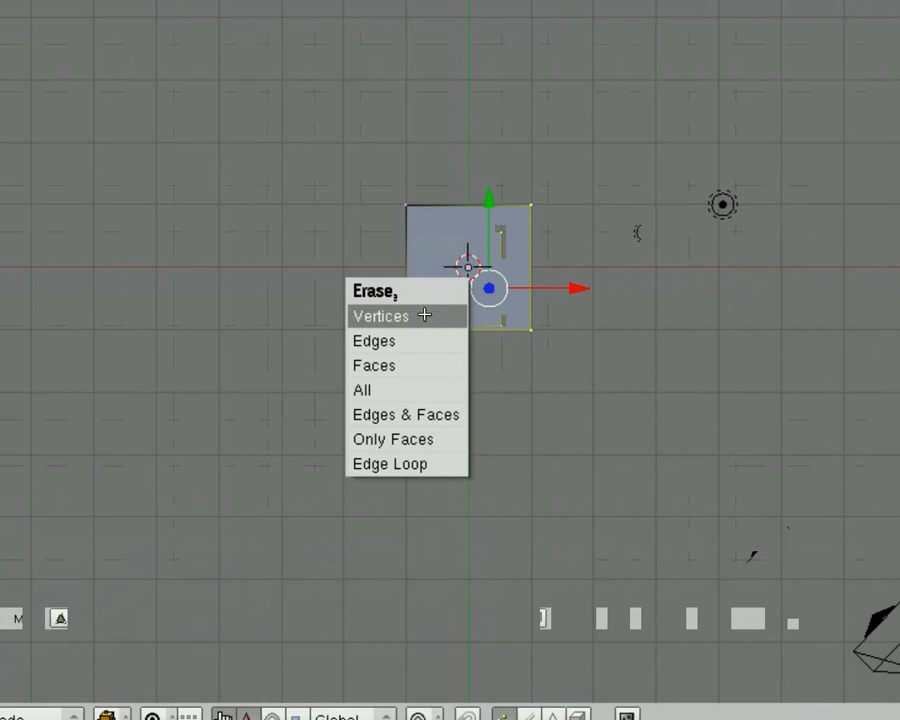 Erase,
Vertices
Edges
Faces
All
Edges & Faces
Only Faces
Edge Loop
M
Global